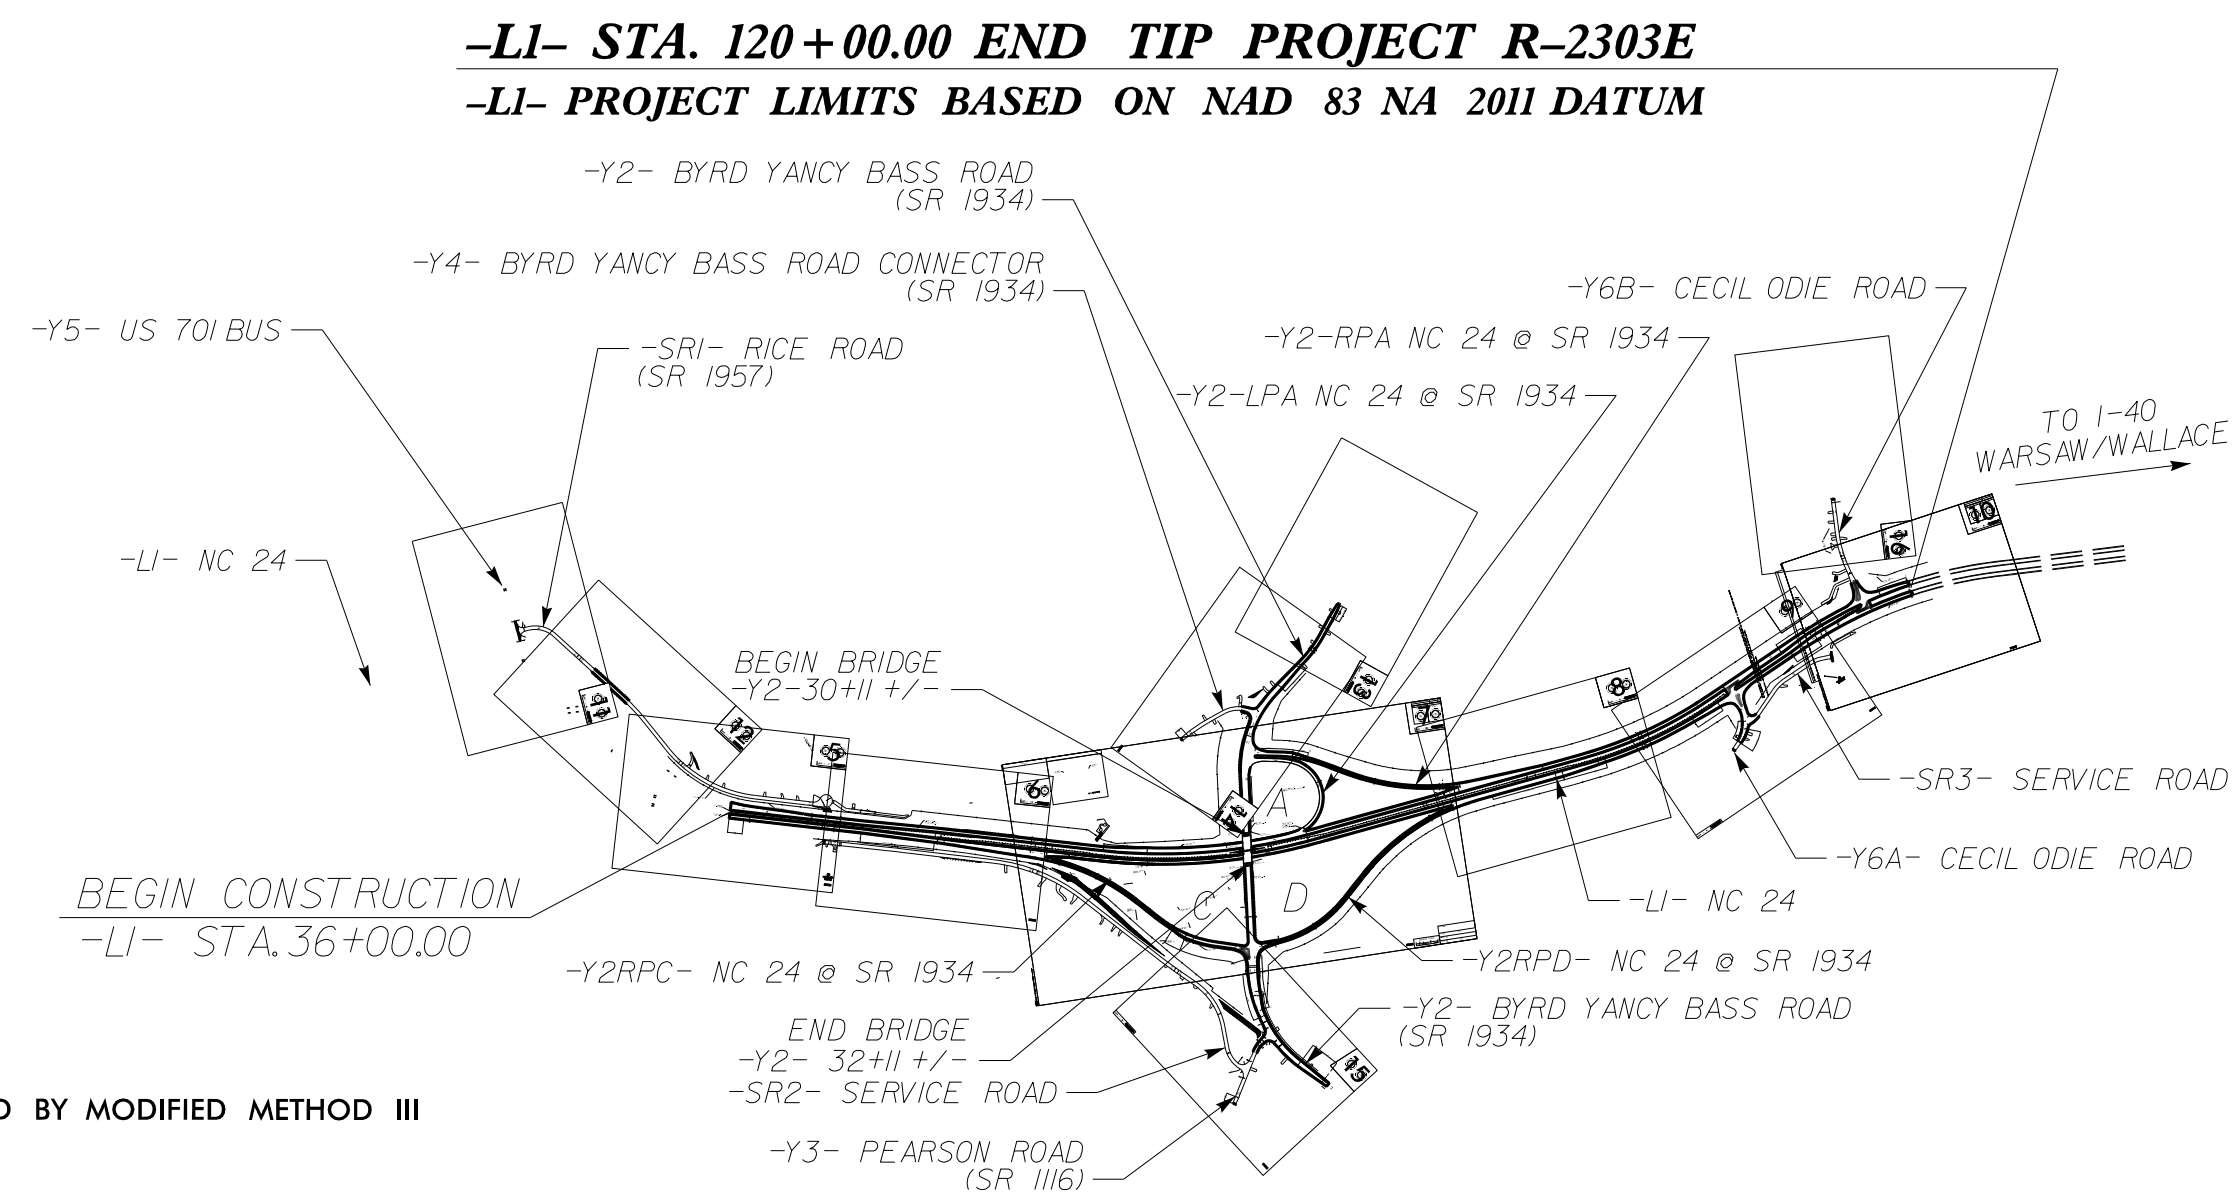 -L1- STA. 120+00.00 END TIP PROJECT R-2303E
-L1- PROJECT LIMITS BASED ON NAD 83 NA 2011 DATUM
-Y2- BYRD YANCY BASS ROAD
(SR 1934)
-Y4- BYRD YANCY BASS ROAD CONNECTOR
(SR 1934)
-Y6B- CECIL ODIE ROAD
-Y5- US 701 BUS
-SR1- RICE ROAD
(SR 1957)
-Y2-RPA NC 24 @ SR 1934
-Y2-LPA NC 24 @ SR 1934
TO I-40
WARSAW/WALLACE
-L1- NC 24
BEGIN BRIDGE
-Y2-30+11 +/-
A
C
D
7
8
-SR3- SERVICE ROAD
-Y6A- CECIL ODIE ROAD
BEGIN CONSTRUCTION
-L1- STA. 36+00.00
-L1- NC 24
-Y2RPC- NC 24 @ SR 1934
-Y2RPD- NC 24 @ SR 1934
-Y2- BYRD YANCY BASS ROAD
(SR 1934)
END BRIDGE
-Y2- 32+11 +/-
-SR2- SERVICE ROAD
BY MODIFIED METHOD III
-Y3- PEARSON ROAD
(SR 1116)